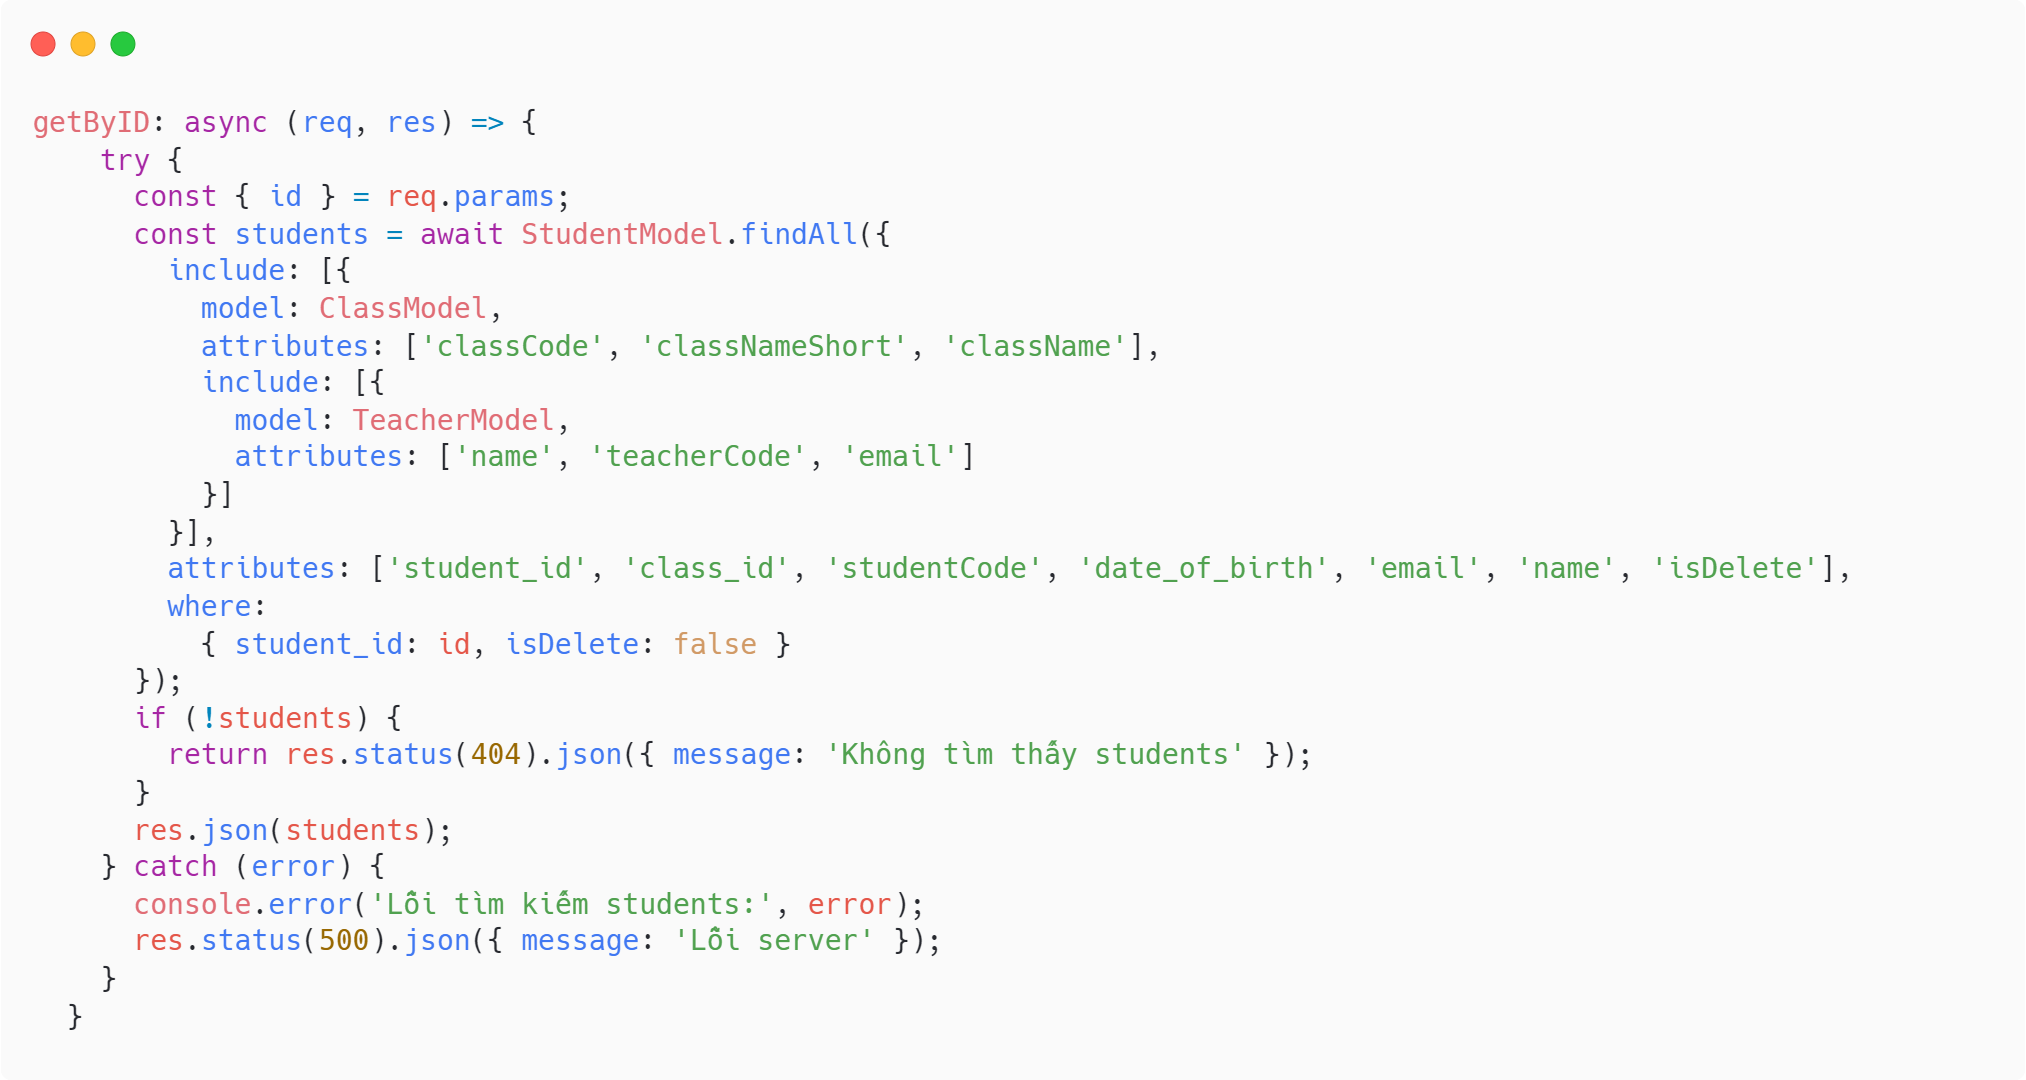 getByID: async (req, res) => {
    try {
      const { id } = req.params;
      const students = await StudentModel.findAll({
        include: [{
          model: ClassModel,
          attributes: ['classCode', 'classNameShort', 'className'],
          include: [{
            model: TeacherModel,
            attributes: ['name', 'teacherCode', 'email']
          }]
        }],
        attributes: ['student_id', 'class_id', 'studentCode', 'date_of_birth', 'email', 'name', 'isDelete'],
        where:
          { student_id: id, isDelete: false }
      });
      if (!students) {
        return res.status(404).json({ message: 'Không tìm thấy students' });
      }
      res.json(students);
    } catch (error) {
      console.error('Lỗi tìm kiếm students:', error);
      res.status(500).json({ message: 'Lỗi server' });
    }
  }